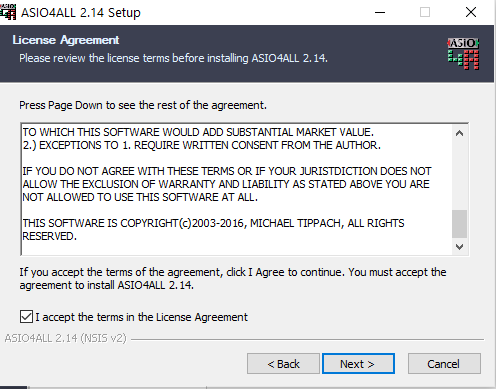 ASIO4ALL 2.14 Setup
License Agreement
Please review the license terms before installing ASIO4ALL 2.14.
ASIO
Press Page Down to see the rest of the agreement.
TO WHICH THIS SOFTWARE WOULD ADD SUBSTANTIAL MARKET VALUE.
2.) EXCEPTIONS TO 1. REQUIRE WRITTEN CONSENT FROM THE AUTHOR.
IF YOU DO NOT AGREE WITH THESE TERMS OR IF YOUR JURISTDICTION DOES NOT
ALLOW THE EXCLUSION OF WARRANTY AND LIABILITY AS STATED ABOVE YOU ARE
NOT ALLOWED TO USE THIS SOFTWARE AT ALL.
THIS SOFTWARE IS COPYRIGHT(c)2003-2016, MICHAEL TIPPACH, ALL RIGHTS
RESERVED.
If you accept the terms of the agreement, click I Agree to continue. You must accept the
agreement to install ASIO4ALL 2.14.
I accept the terms in the License Agreement
ASIO4ALL 2.14 (NSIS v2)
< Back
Next >
Cancel